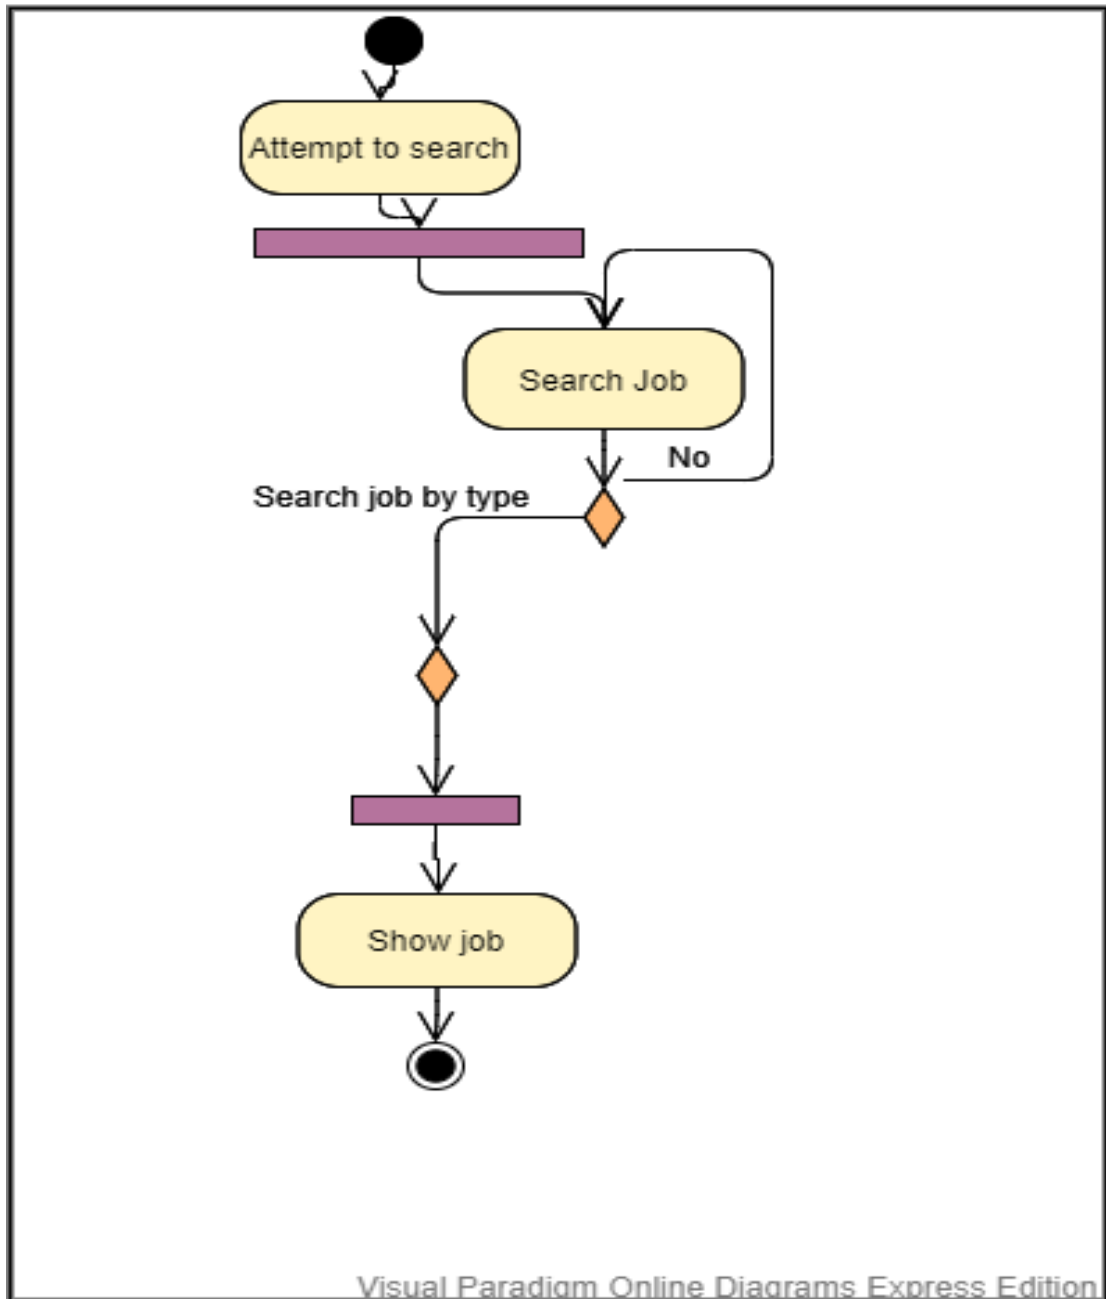 Attempt to search
Search Job
No
Search job by type
Show job
Visual Paradigm Online Diagrams Express Edition